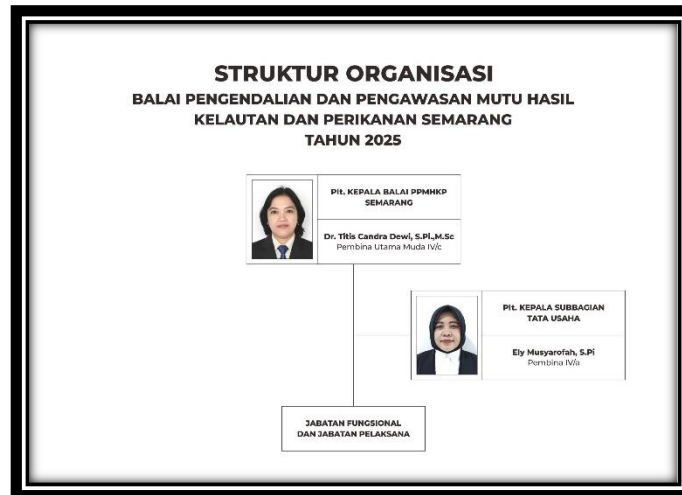 STRUKTUR ORGANISASI
BALAI PENGENDALIAN DAN PENGAWASAN MUTU HASIL
KELAUTAN DAN PERIKANAN SEMARANG
TAHUN 2025
Plt. KEPALA BALAI PPMHKP
SEMARANG
Dr. Titis Candra Dewi, S.Pi.,M.Sc
Pembina Utama Muda IV/c
Plt. KEPALA SUBBAGIAN
TATA USAHA
Ely Musyarofah, S.Pi
Pembina IV/a
JABATAN FUNGSIONAL
DAN JABATAN PELAKSANA